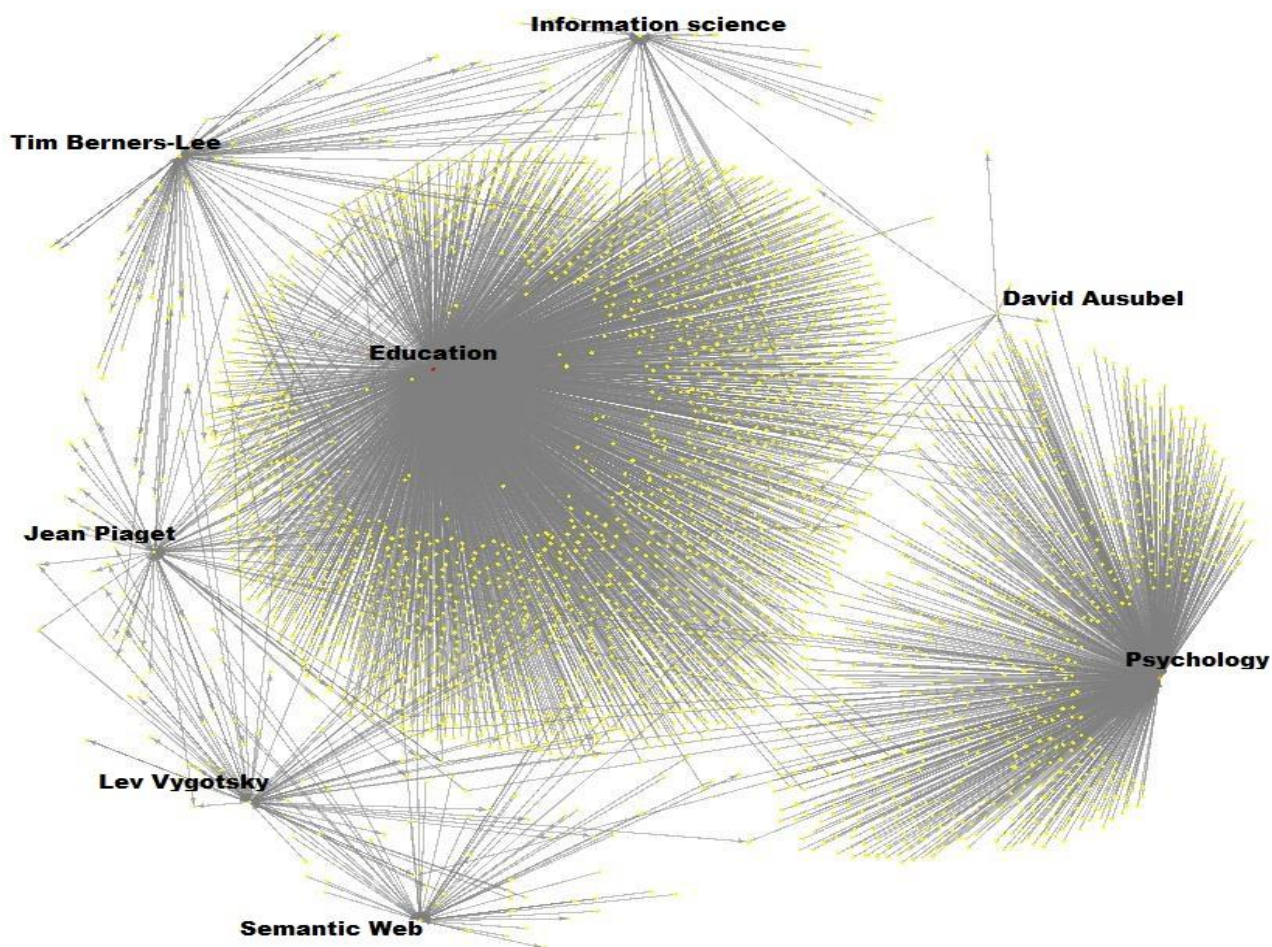 Information science
Tim Berners-Lee
David Ausubel
Education
Jean Piaget
Psychology
Lev Vygotsky
Semantic Web